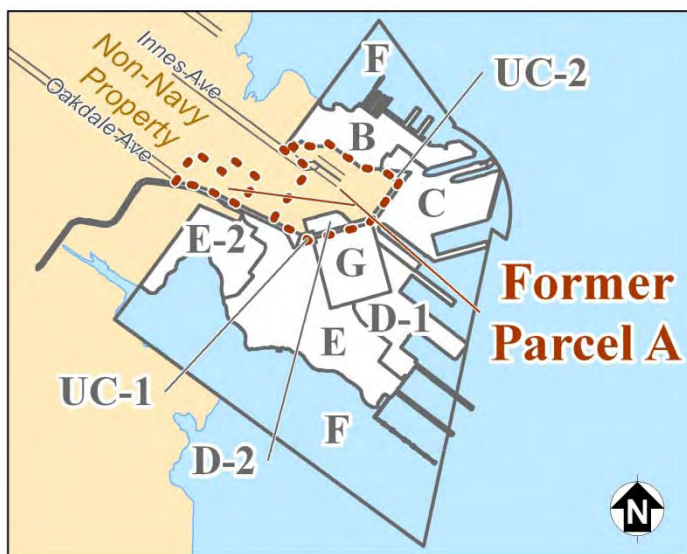 Innes Ave
Non-Navy
Property
Oakdale Ave
F
UC-2
B
C
E-2
G
Former
Parcel A
D-1
E
UC-1
F
D-2
N